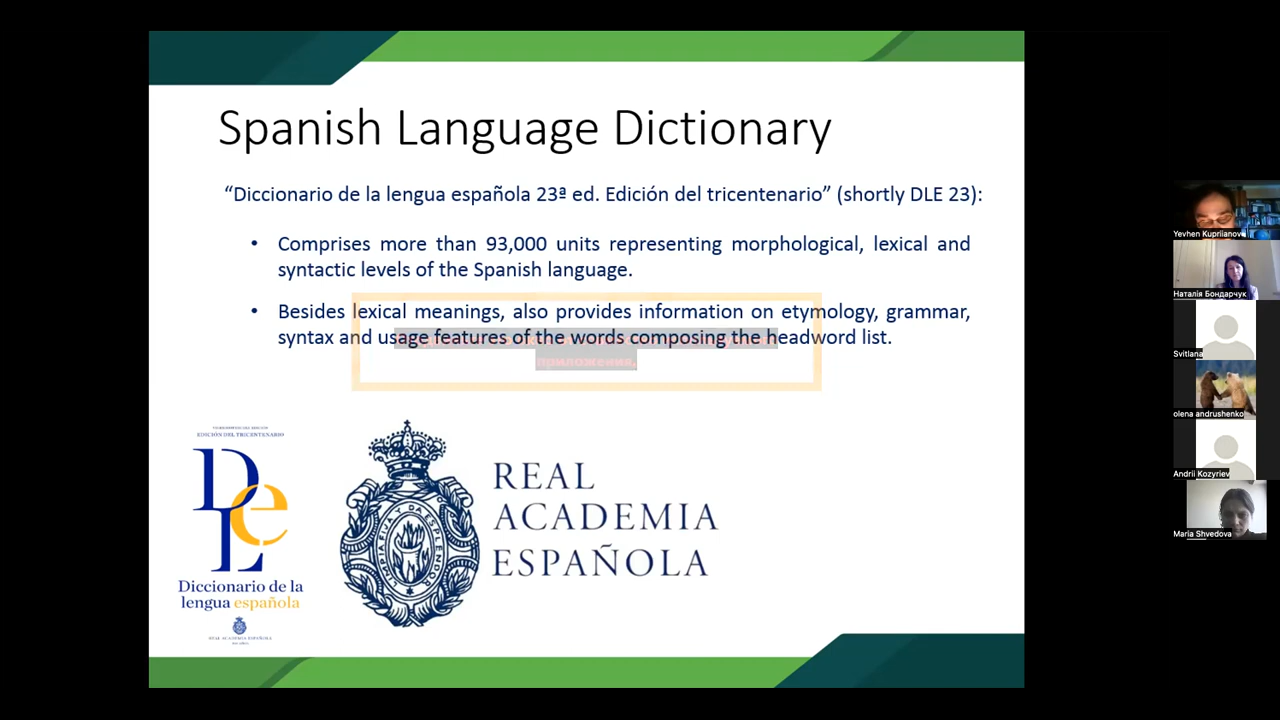 Spanish Language Dictionary
“Diccionario de la lengua española 23ª ed. Edición del tricentenario” (shortly DLE 23):
• Comprises more than 93,000 units representing morphological, lexical and
syntactic levels of the Spanish language.
• Besides lexical meanings, also provides information on etymology, grammar,
syntax and usage features of the words composing the headword list.
приложения.
EDICIÓN DEL TRICENTENARIO
DLe
Diccionario de la
lengua española
REAL ACADEMIA ESPAÑOLA
REAL
ACADEMIA
ESPAÑOLA
Yevhen Kupriianov
Наталія Бондарчук
Svitlana
olena andrushenko
Andrii Kozyriev
Maria Shvedova